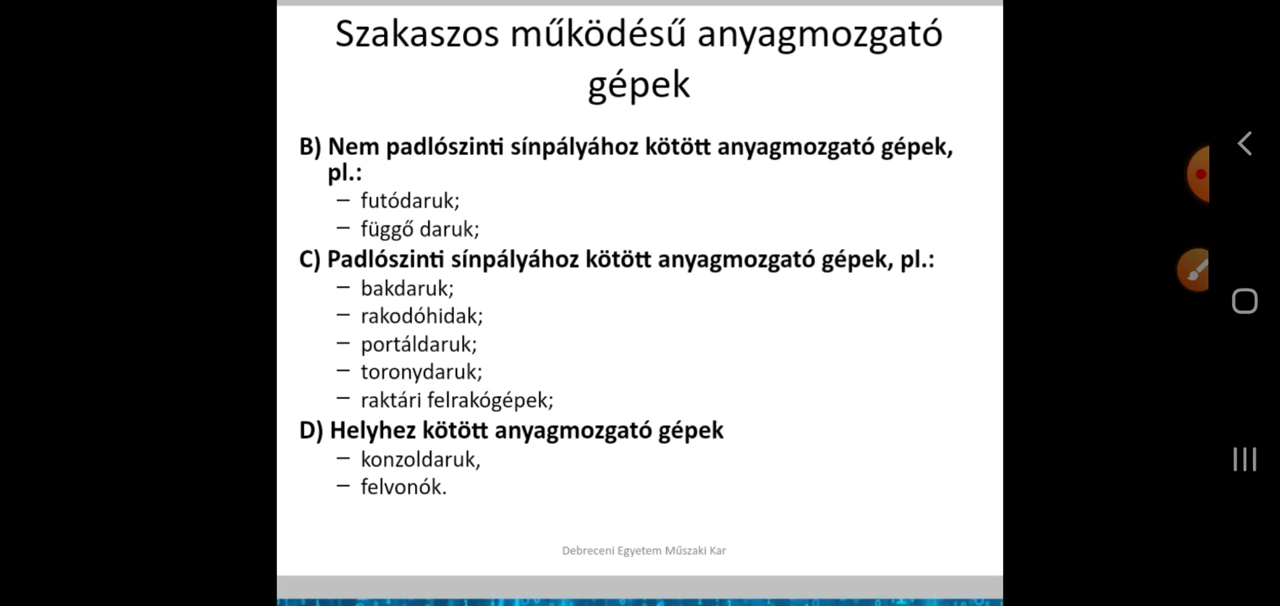 Szakaszos működésű anyagmozgató
gépek
B) Nem padlószinti sínpályához kötött anyagmozgató gépek,
pl.:
– futódaruk;
– függő daruk;
C) Padlószinti sínpályához kötött anyagmozgató gépek, pl.:
– bakdaruk;
– rakodóhidak;
– portáldaruk;
– toronydaruk;
– raktári felrakógépek;
D) Helyhez kötött anyagmozgató gépek
– konzoldaruk,
– felvonók.
Debreceni Egyetem Műszaki Kar